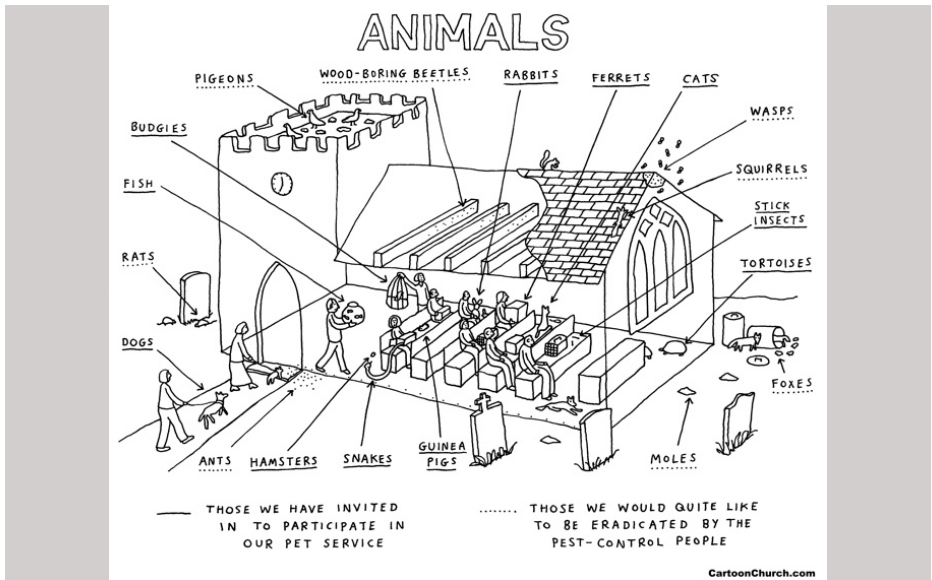 ANIMALS
PIGEONS
WOOD-BORING BEETLES
RABBITS
FERRETS
CATS
WASPS
BUDGIES
SQUIRRELS
FISH
STICK
INSECTS
RATS
TORTOISES
DOGS
FOXES
ANTS
HAMSTERS
SNAKES
GUINEA
PIGS
MOLES
THOSE WE HAVE INVITED
IN TO PARTICIPATE IN
OUR PET SERVICE
THOSE WE WOULD QUITE LIKE
TO BE ERADICATED BY THE
PEST-CONTROL PEOPLE
CartoonChurch.com